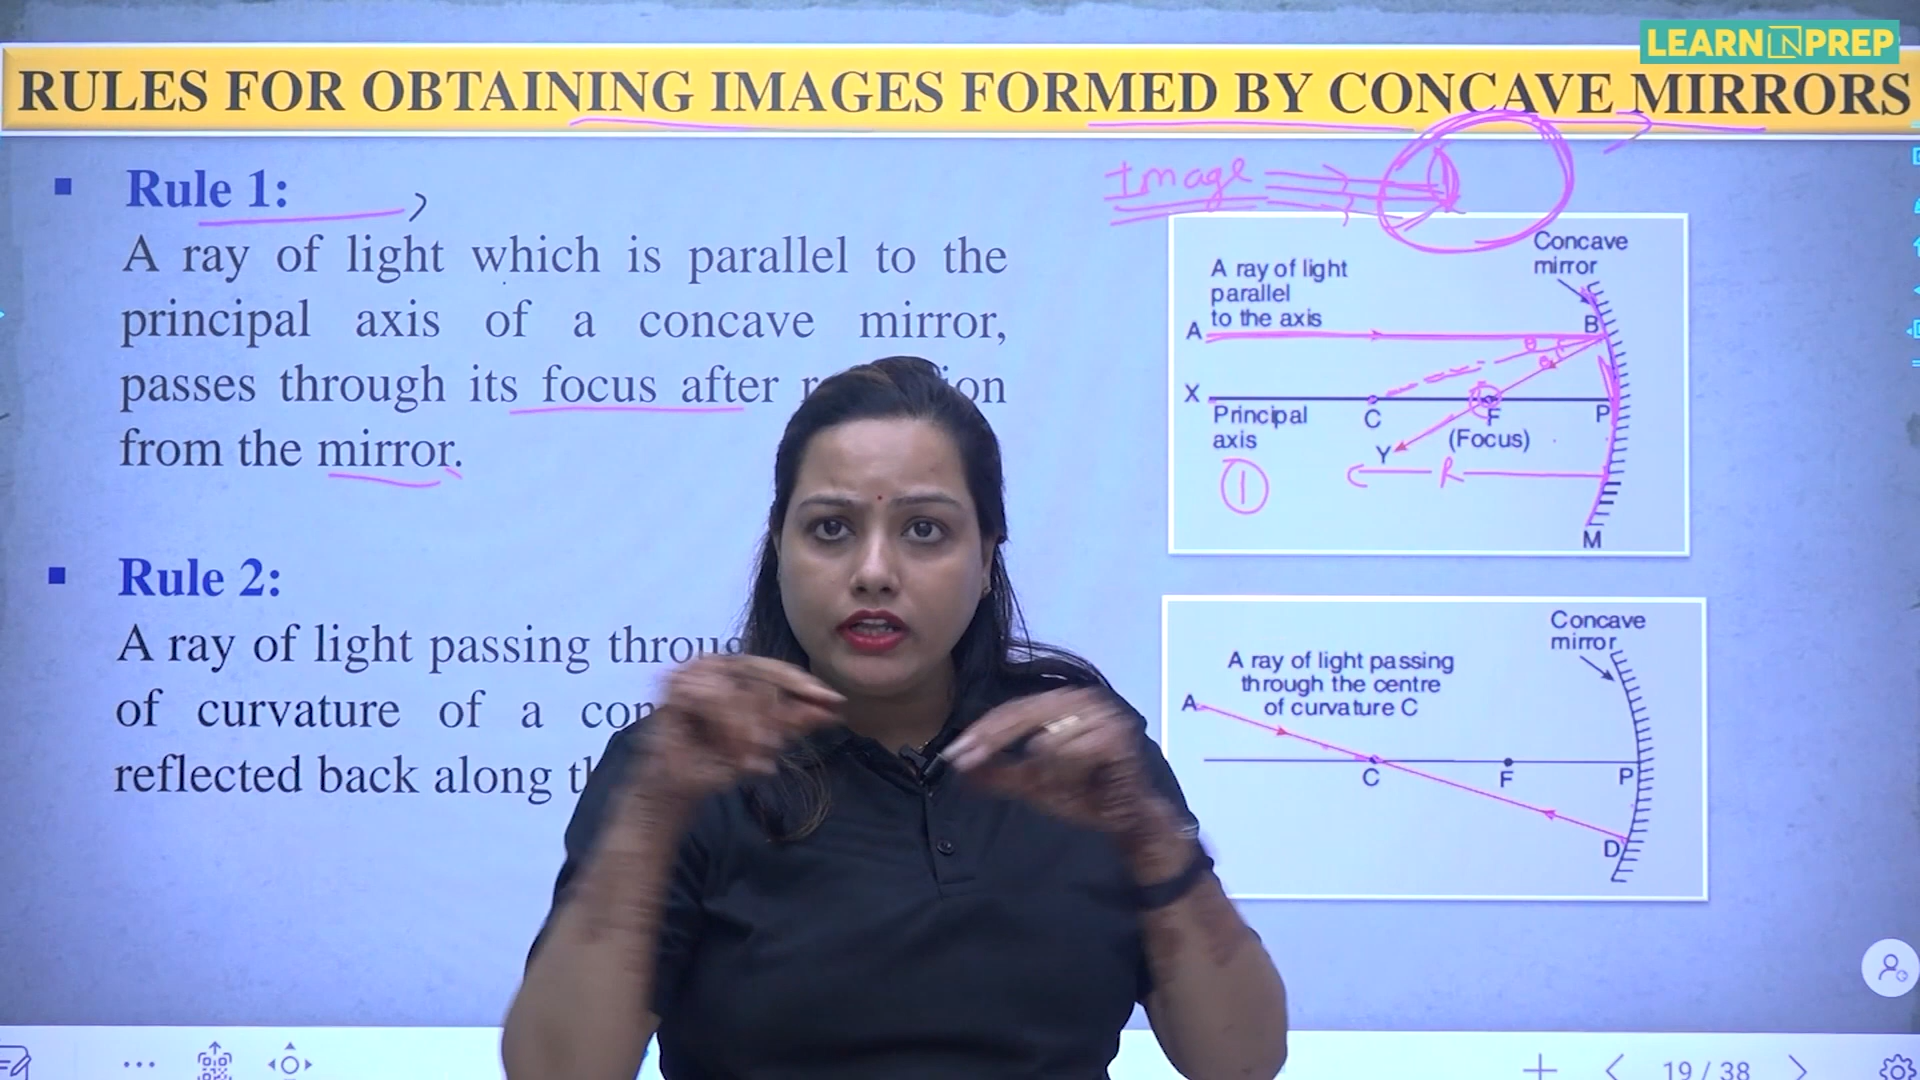 LEARN N PREP
RULES FOR OBTAINING IMAGES FORMED BY CONCAVE MIRRORS
Rule 1:
A ray of light which is parallel to the
principal axis of a concave mirror,
passes through its focus after
from the mirror.
Rule 2:
A ray of light passing
of curvature of a
reflected back along
Image
Concave
mirror
A ray of light
parallel
to the axis
A
B
θ
θ
X
C
F
P
Principal
axis
(Focus)
Y
R
1
M
Concave
mirror
A ray of light passing
through the centre
of curvature C
A
C
F
P
D
19 / 38